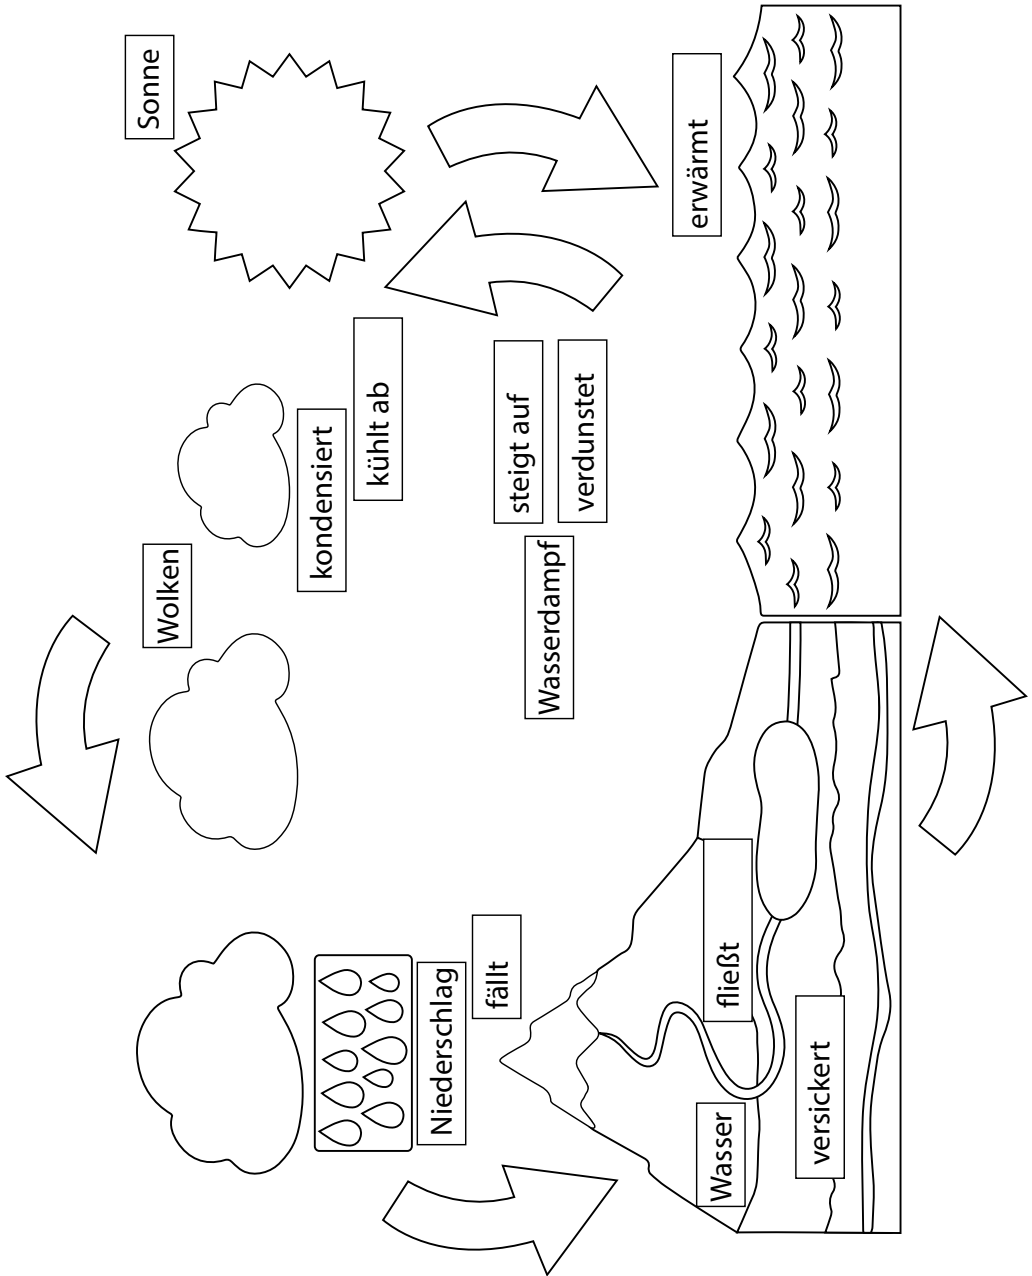 Sonne
Wolken
kondensiert
kühlt ab
Niederschlag
fällt
steigt auf
Wasserdampf
verdunstet
erwärmt
fließt
Wasser
versickert